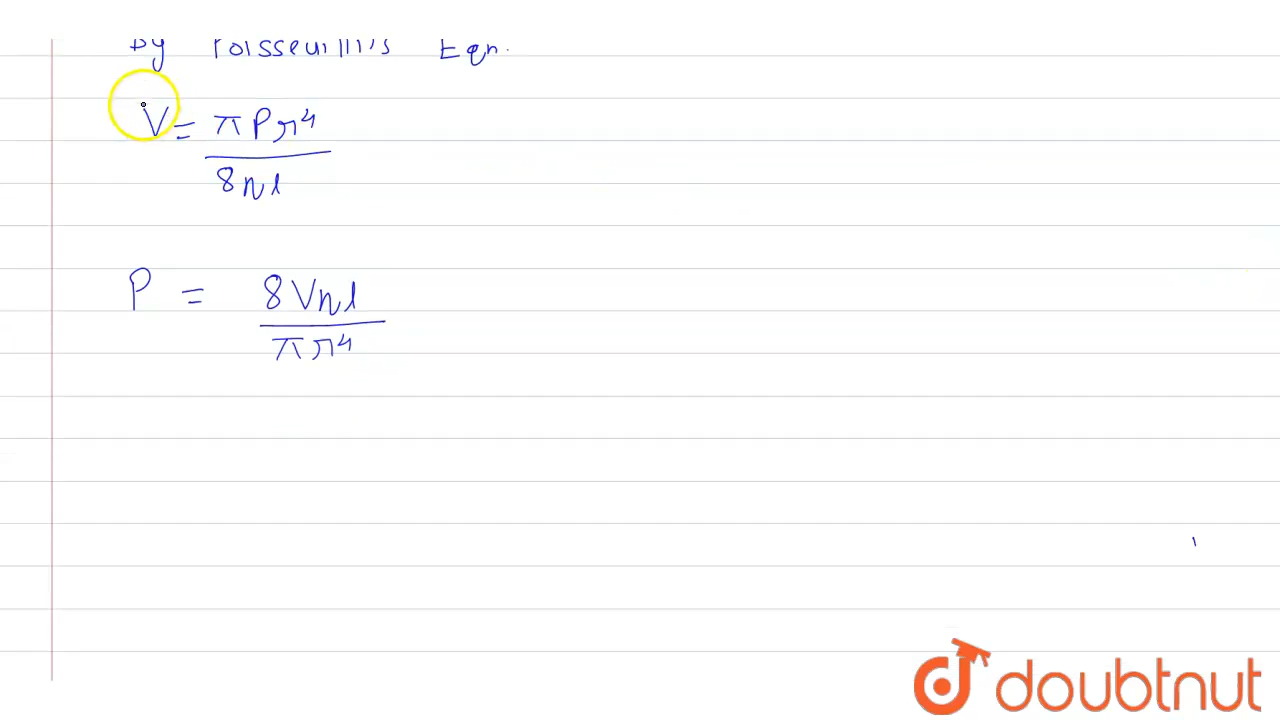 By Poisseuilli's Eqn.
V = πPr⁴
8ηl
P = 8Vηl
πr⁴
doubtnut